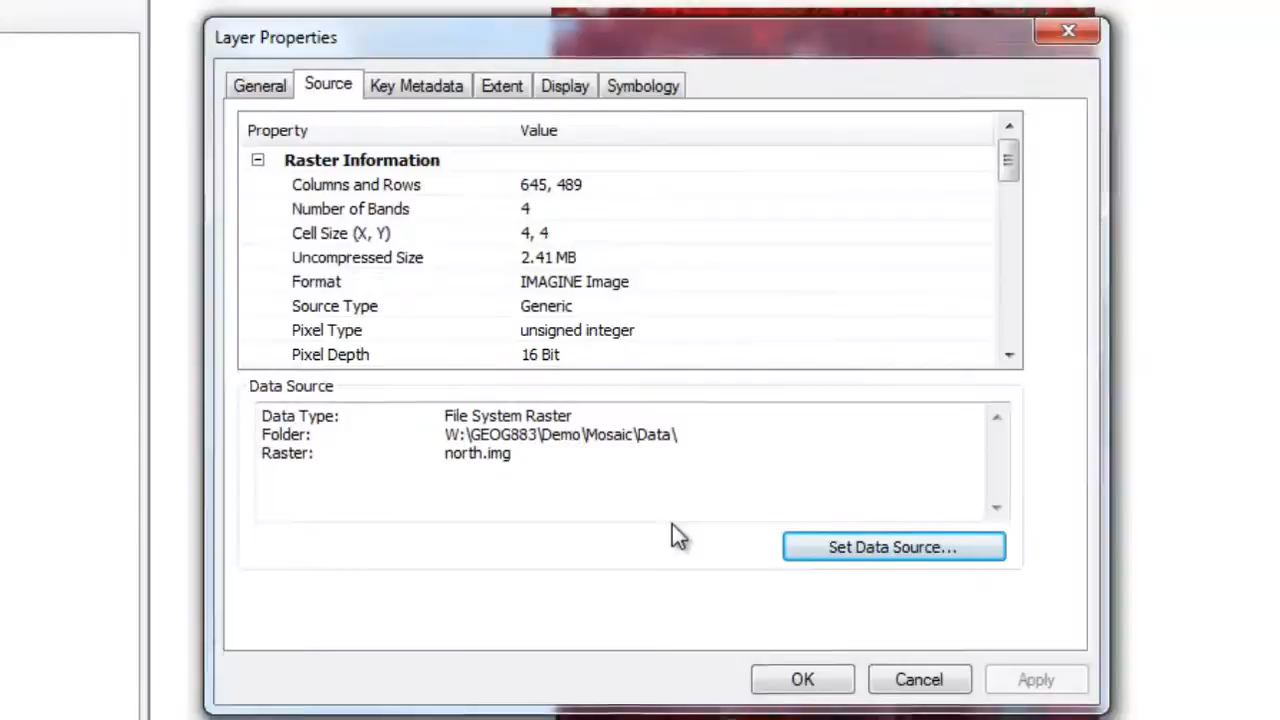 Layer Properties
General Source Key Metadata Extent Display Symbology
Property Value
Raster Information
Columns and Rows 645, 489
Number of Bands 4
Cell Size (X, Y) 4, 4
Uncompressed Size 2.41 MB
Format IMAGINE Image
Source Type Generic
Pixel Type unsigned integer
Pixel Depth 16 Bit
Data Source
Data Type: File System Raster
Folder: W:\GEOG883\Demo\Mosaic\Data\
Raster: north.img
Set Data Source...
OK Cancel Apply